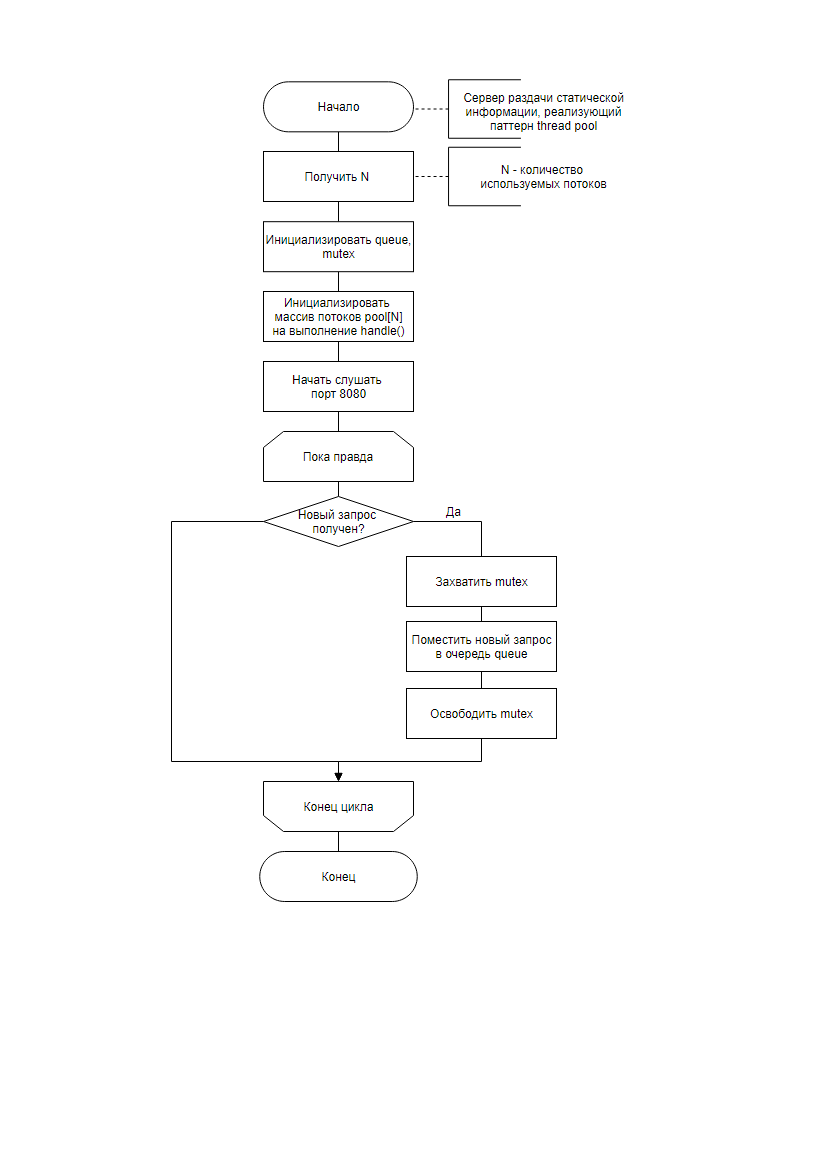 Начало
Сервер раздачи статической
информации, реализующий
паттерн thread pool
Получить N
N - количество
используемых потоков
Инициализировать queue,
mutex
Инициализировать
массив потоков pool[N]
на выполнение handle()
Начать слушать
порт 8080
Пока правда
Новый запрос
получен?
Да
Захватить mutex
Поместить новый запрос
в очередь queue
Освободить mutex
Конец цикла
Конец